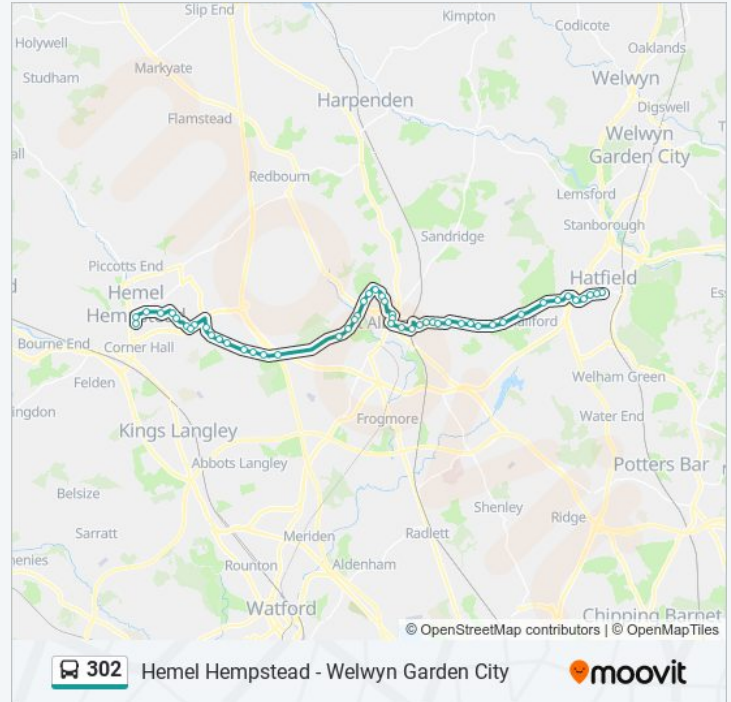 Slip End
Kimpton
Codicote
Holywell
Oaklands
Studham
Markyate
Welwyn
Harpenden
Digswell
Flamstead
Welwyn
Garden City
Redbourn
Lemsford
Stanborough
Sandridge
Piccotts End
Hatfield
Hemel
Hempstead
Bourne End
Corner Hall
Felden
Welham Green
Frogmore
Water End
Kings Langley
Abbots Langley
Potters Bar
Belsize
Shenley
Ridge
Sarratt
Meriden
Radlett
Rounton
Aldenham
Watford
Chipping Barnet
© OpenStreetMap contributors | © OpenMapTiles
302 Hemel Hempstead - Welwyn Garden City
moovit